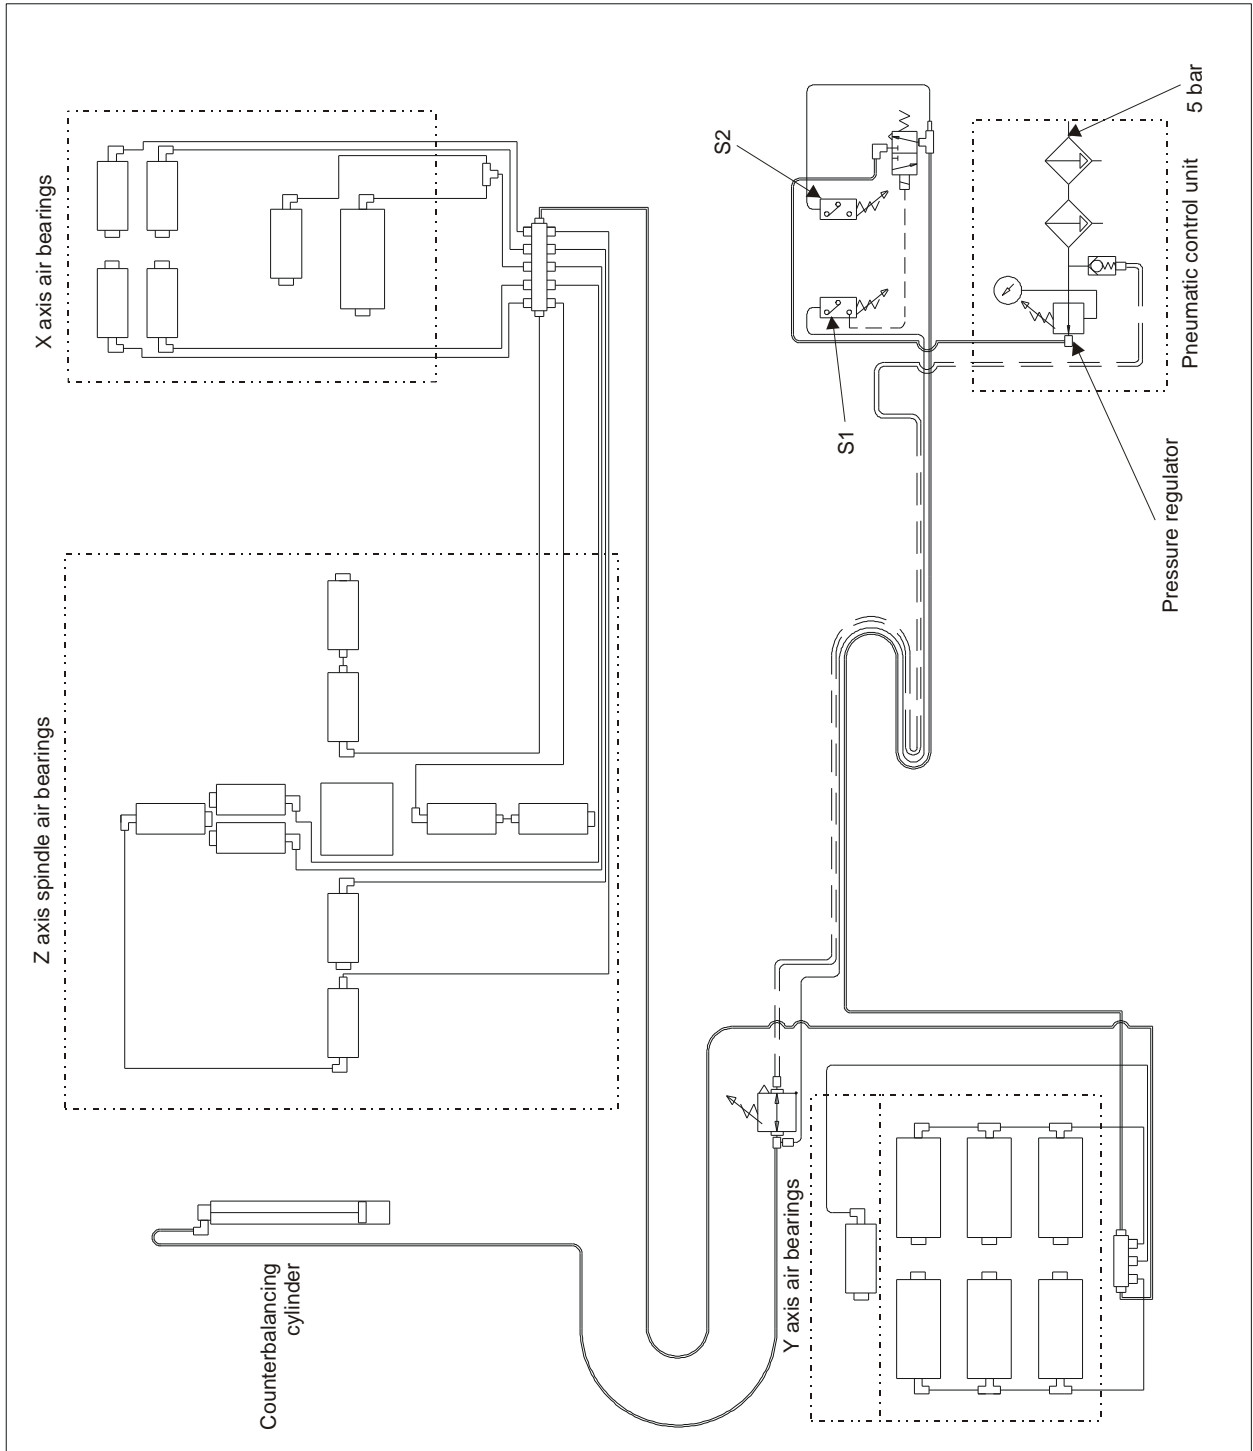 X axis air bearings
Z axis spindle air bearings
Counterbalancing
cylinder
Y axis air bearings
S2
S1
5 bar
Pneumatic control unit
Pressure regulator